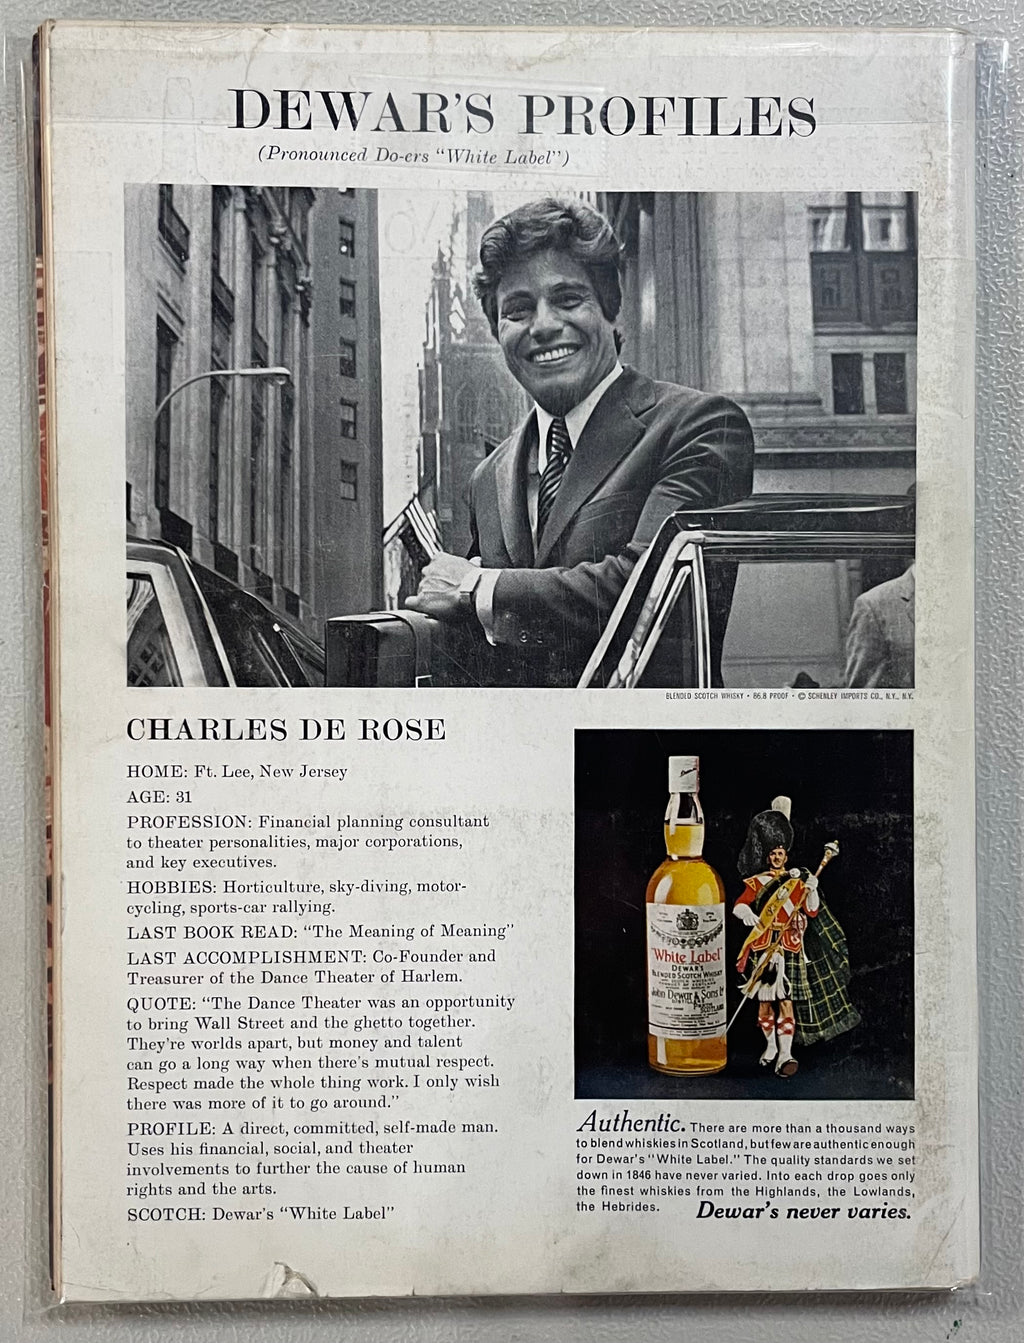 DEWAR'S PROFILES
(Pronounced Do-ers "White Label")
BLENDED SCOTCH WHISKY • 86.8 PROOF • © SCHENLEY IMPORTS CO., N.Y., N.Y.
CHARLES DE ROSE
HOME: Ft. Lee, New Jersey
AGE: 31
PROFESSION: Financial planning consultant
to theater personalities, major corporations,
and key executives.
HOBBIES: Horticulture, sky-diving, motor-
cycling, sports-car rallying.
LAST BOOK READ: "The Meaning of Meaning"
LAST ACCOMPLISHMENT: Co-Founder and
Treasurer of the Dance Theater of Harlem.
QUOTE: "The Dance Theater was an opportunity
to bring Wall Street and the ghetto together.
They're worlds apart, but money and talent
can go a long way when there's mutual respect.
Respect made the whole thing work. I only wish
there was more of it to go around."
PROFILE: A direct, committed, self-made man.
Uses his financial, social, and theater
involvements to further the cause of human
rights and the arts.
SCOTCH: Dewar's "White Label"
"White Label"
DEWAR'S
BLENDED SCOTCH WHISKY
John Dewar & Sons Ltd
SCOTLAND
Authentic. There are more than a thousand ways
to blend whiskies in Scotland, but few are authentic enough
for Dewar's "White Label." The quality standards we set
down in 1846 have never varied. Into each drop goes only
the finest whiskies from the Highlands, the Lowlands,
the Hebrides. Dewar's never varies.